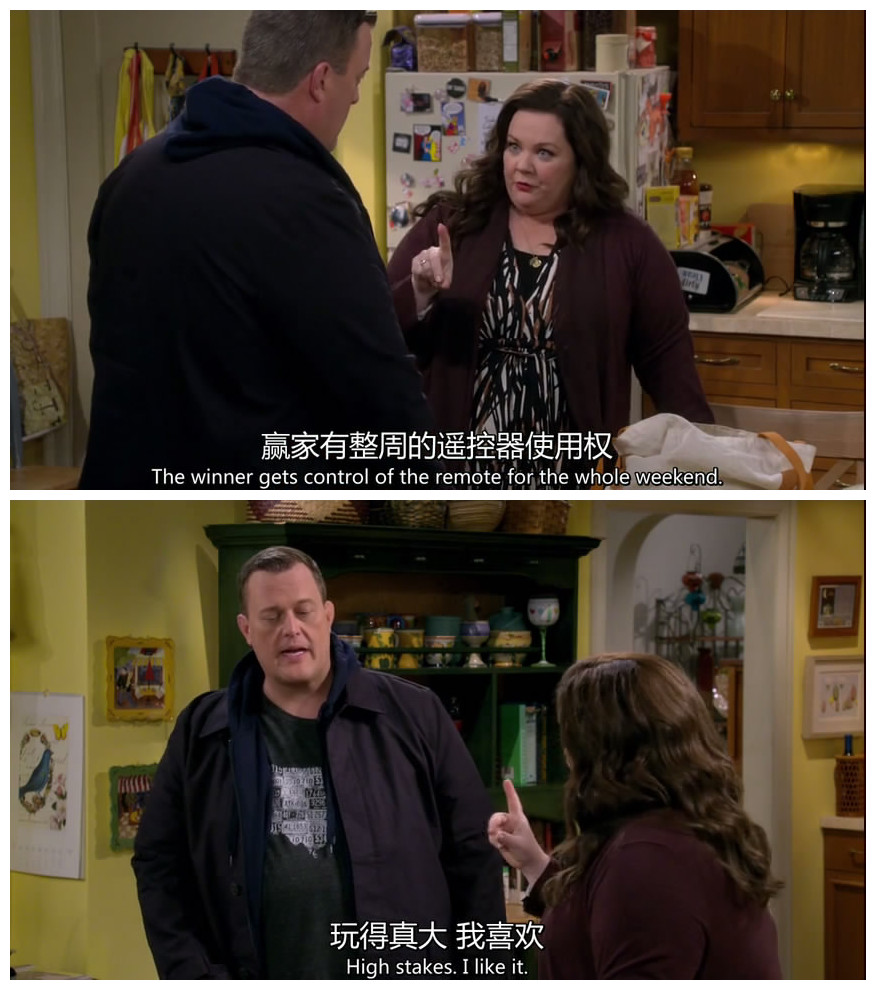 赢家有整周的遥控器使用权
The winner gets control of the remote for the whole weekend.
玩得真大 我喜欢
High stakes. I like it.